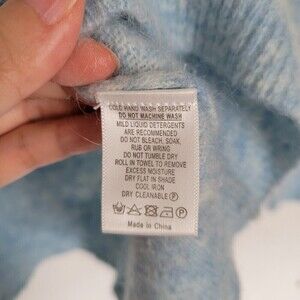 COLD HAND WASH SEPARATELY
DO NOT MACHINE WASH
MILD LIQUID DETERGENTS
ARE RECOMMENDED
DO NOT BLEACH, SOAK,
RUB OR WRING
DO NOT TUMBLE DRY
ROLL IN TOWEL TO REMOVE
EXCESS MOISTURE
DRY FLAT IN SHADE
COOL IRON
DRY CLEANABLE Ⓟ
Made in China